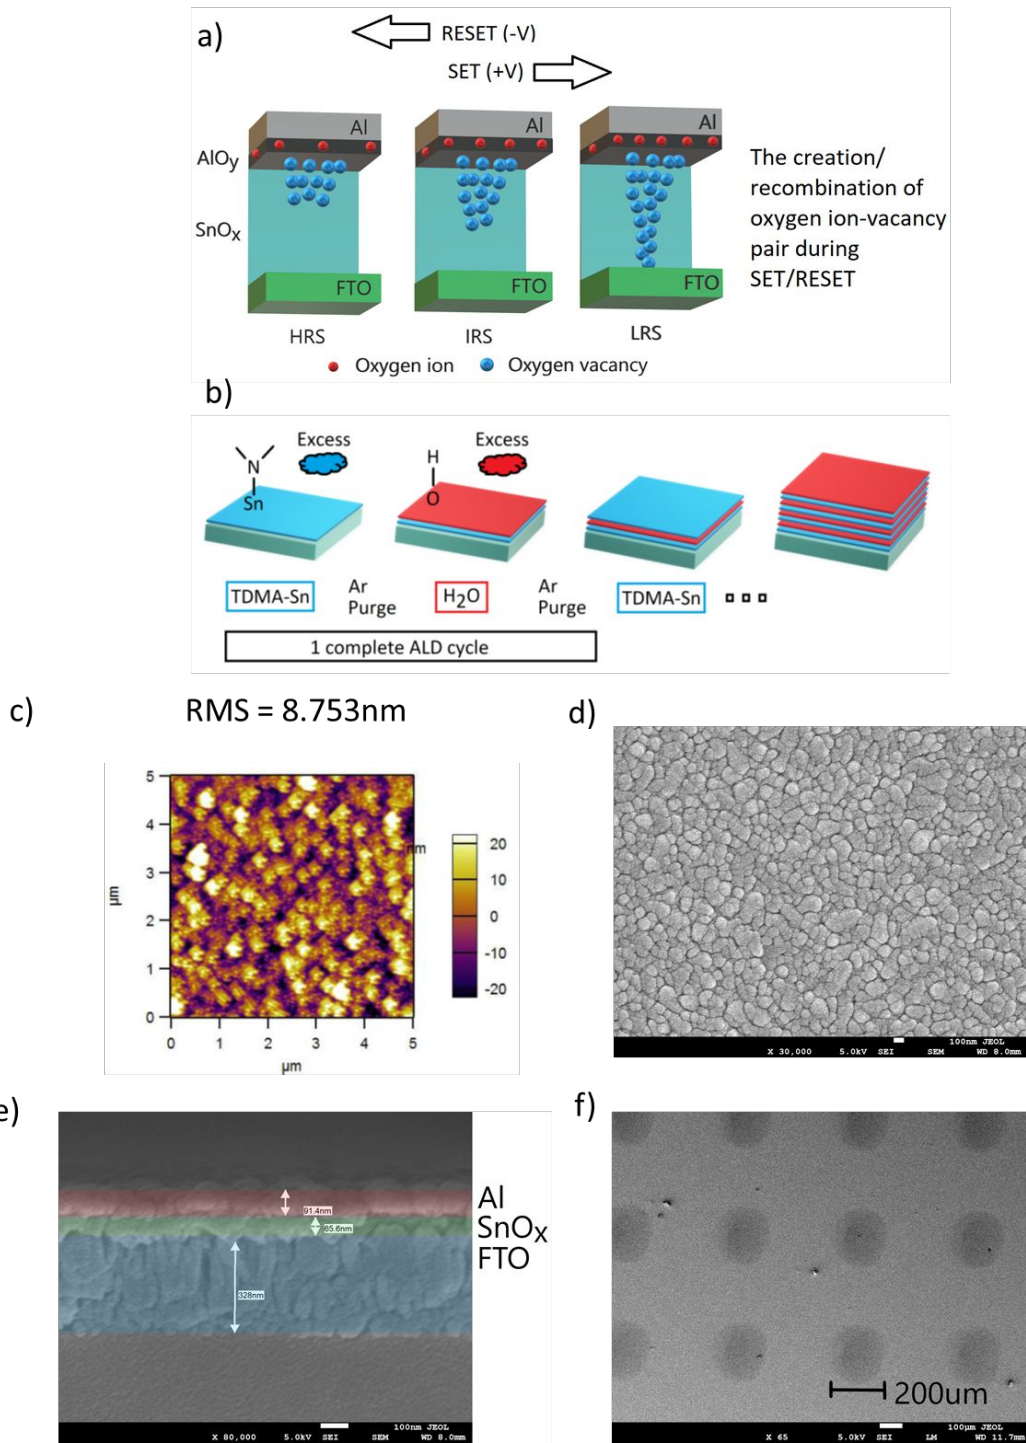 a)
RESET (-V)
SET (+V)
Al
Al
Al
AlOy
SnOx
FTO
FTO
FTO
HRS
IRS
LRS
The creation/
recombination of
oxygen ion-vacancy
pair during
SET/RESET
Oxygen ion
Oxygen vacancy
b)
Excess
Excess
N
Sn
H
O
TDMA-Sn
Ar
Purge
H2O
Ar
Purge
TDMA-Sn
1 complete ALD cycle
c)
RMS = 8.753nm
5
4
3
2
1
0
µm
0 1 2 3 4 5
µm
nm
20
10
0
-10
-20
d)
100nm JEOL
X 30,000 5.0kV SEI SEM WD 8.0mm
e)
91.4nm
65.6nm
328nm
Al
SnOx
FTO
100nm JEOL
X 80,000 5.0kV SEI SEM WD 8.0mm
f)
200um
100µm JEOL
X 65 5.0kV SEI LM WD 11.7mm